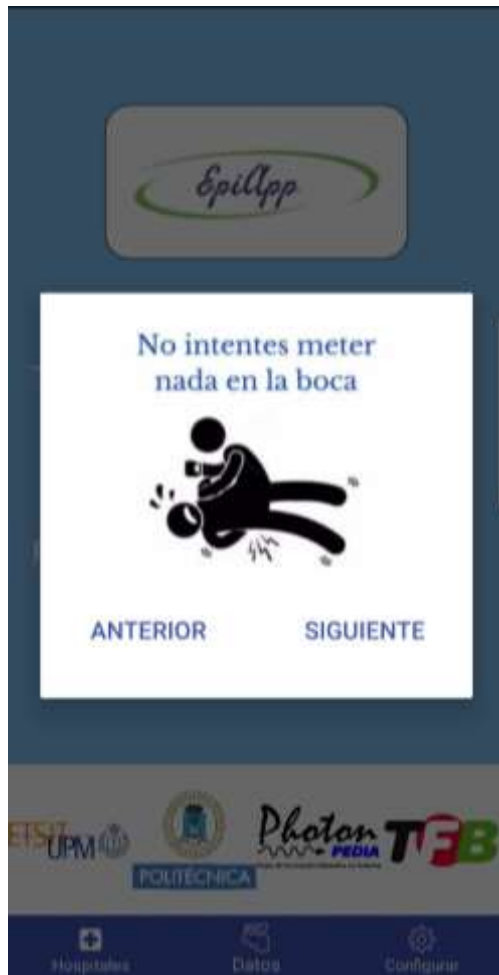 EpiApp
No intentes meter
nada en la boca
ANTERIOR
SIGUIENTE
ETSIT
UPM
POLITÉCNICA
Photon
PEDIA
TFB
Hospitales
Datos
Configurar